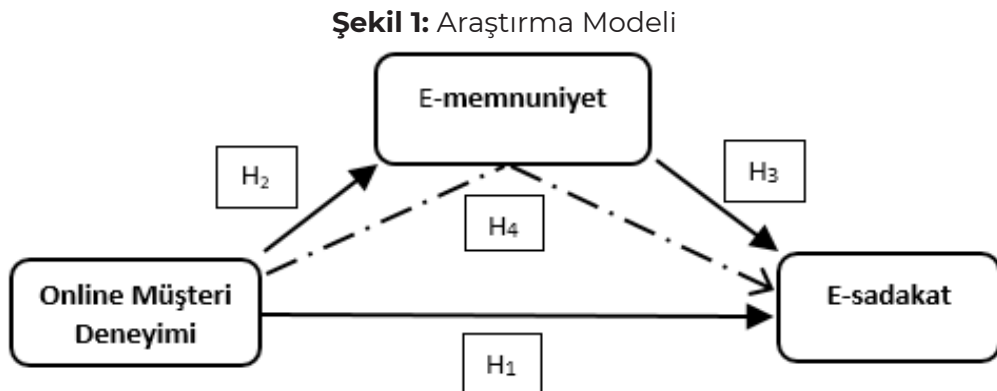 Şekil 1: Araştırma Modeli
E-memnuniyet
H₂
H₃
H₄
Online Müşteri
Deneyimi
E-sadakat
H₁